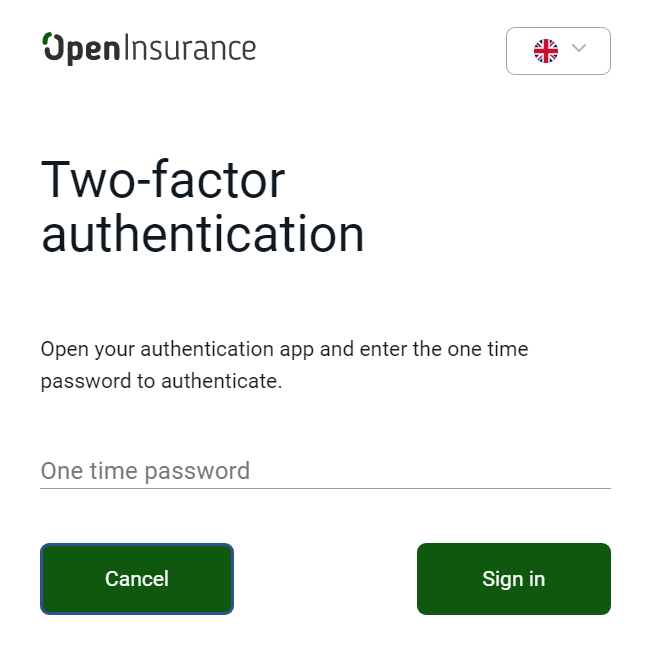 OpenInsurance
Two-factor
authentication
Open your authentication app and enter the one time
password to authenticate.
One time password
Cancel
Sign in